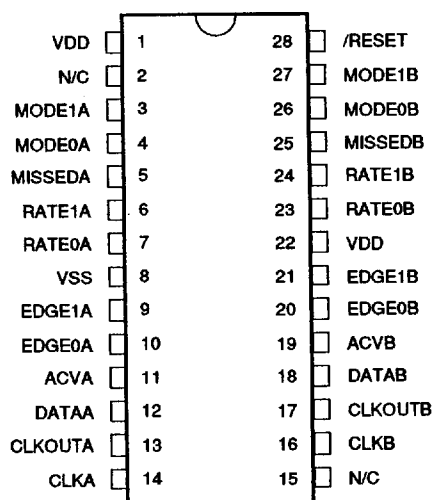 VDD 1 28 /RESET
N/C 2 27 MODE1B
MODE1A 3 26 MODE0B
MODE0A 4 25 MISSEDB
MISSEDA 5 24 RATE1B
RATE1A 6 23 RATE0B
RATE0A 7 22 VDD
VSS 8 21 EDGE1B
EDGE1A 9 20 EDGE0B
EDGE0A 10 19 ACVB
ACVA 11 18 DATAB
DATAA 12 17 CLKOUTB
CLKOUTA 13 16 CLKB
CLKA 14 15 N/C